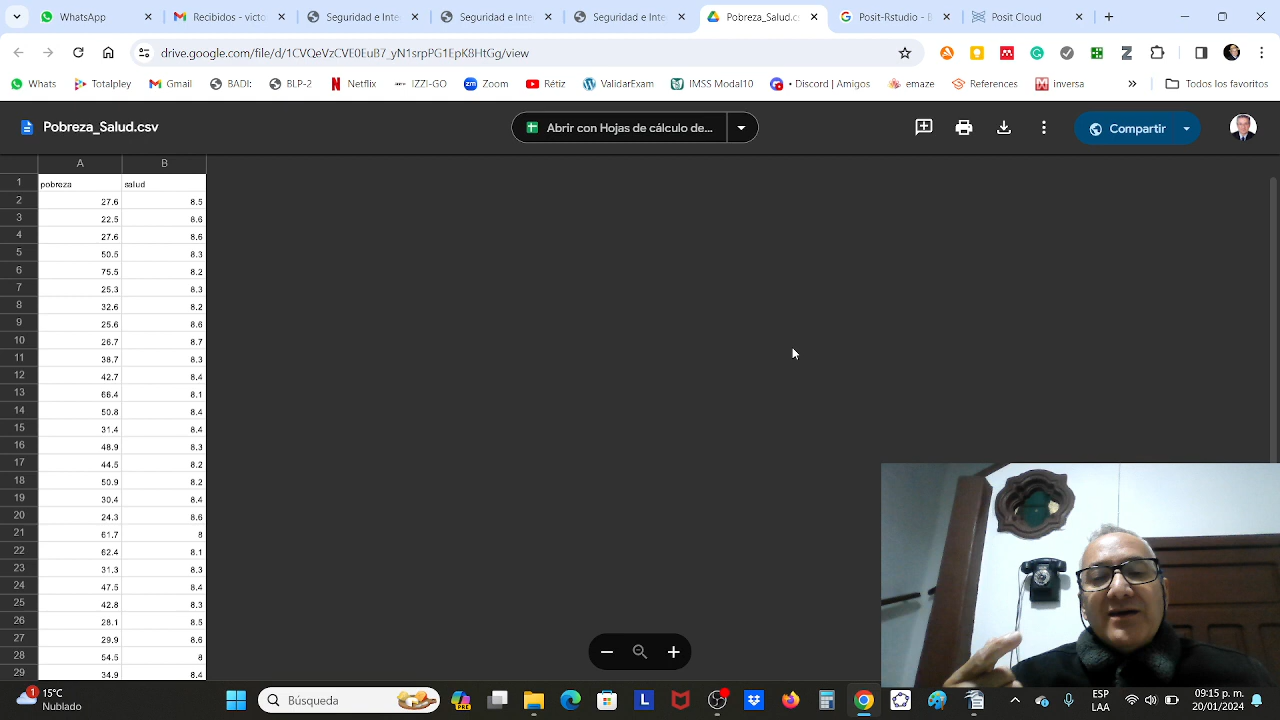 Recibidos - victo
Seguridad e Inte
Seguridad e Inte
Seguridad e Inte
Pobreza_Salud.cs
Posit-Rstudio - B
Posit Cloud
drive.google.com/file/d/1CVQeVzCVE0EuB7_yN1srpPG1EpK8HtGg/view
Whats
Totalpley
Gmail
BADI:
BLE-2
Netflix
IZZI-GO
Zoom
Rétiz
ValidarExam
IMSS Modal10
• Discord | Amigos
emaze
References
inversa
Todos los favoritos
Pobreza_Salud.csv
Abrir con Hojas de cálculo de...
Compartir
A B
1 pobreza salud
2 27.6 8.5
3 22.5 8.6
4 27.6 8.6
5 50.5 8.3
6 75.5 8.2
7 25.3 8.3
8 32.6 8.2
9 25.6 8.6
10 26.7 8.7
11 38.7 8.3
12 42.7 8.4
13 66.4 8.1
14 50.8 8.4
15 31.4 8.4
16 48.9 8.3
17 44.5 8.2
18 50.9 8.2
19 30.4 8.4
20 24.3 8.6
21 61.7 8
22 62.4 8.1
23 31.3 8.3
24 47.5 8.4
25 42.8 8.3
26 28.1 8.5
27 29.9 8.6
28 54.5 8
29 34.9 8.4
1
15°C
Nublado
Búsqueda
PRE
L
ESP
LAA
09:15 p. m.
20/01/2024